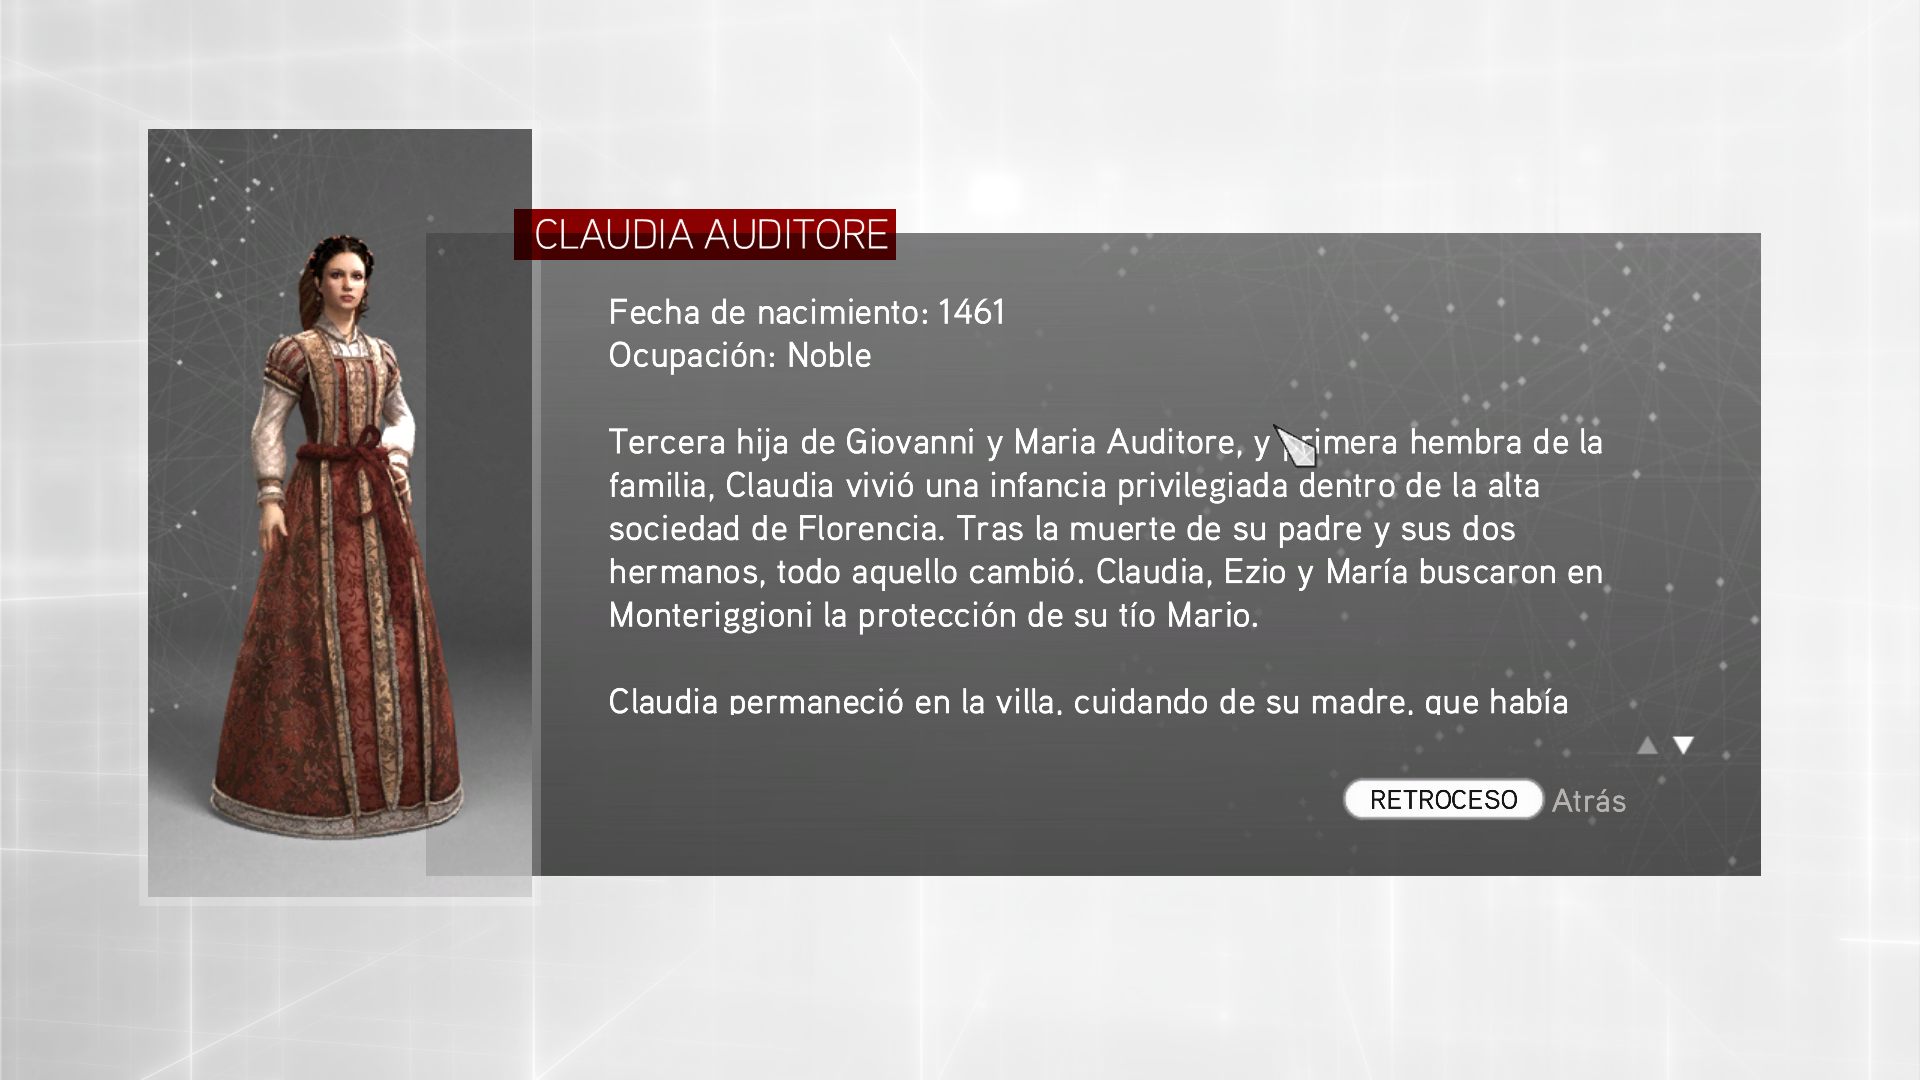 CLAUDIA AUDITORE
Fecha de nacimiento: 1461
Ocupación: Noble
Tercera hija de Giovanni y Maria Auditore, y primera hembra de la
familia, Claudia vivió una infancia privilegiada dentro de la alta
sociedad de Florencia. Tras la muerte de su padre y sus dos
hermanos, todo aquello cambió. Claudia, Ezio y María buscaron en
Monteriggioni la protección de su tío Mario.
Claudia permaneció en la villa, cuidando de su madre, que había
RETROCESO Atrás